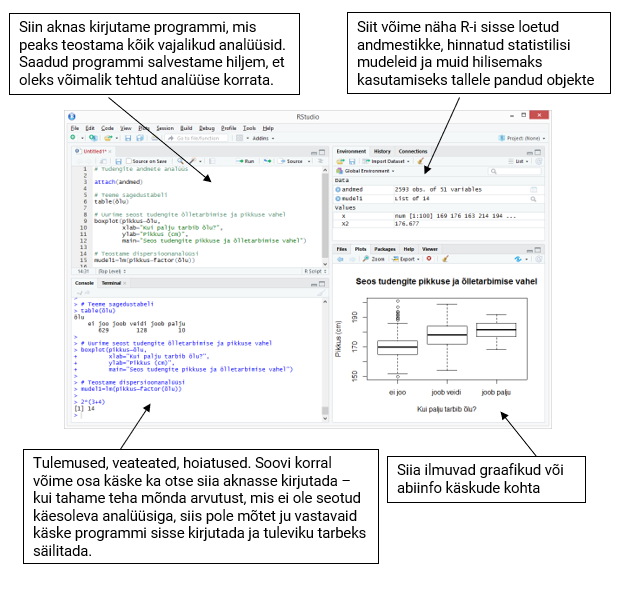 Siin aknas kirjutame programmi, mis
peaks teostama kõik vajalikud analüüsid.
Saadud programmi salvestame hiljem, et
oleks võimalik tehtud analüüse korrata.
Siit võime näha R-i sisse loetud
andmestikke, hinnatud statistilisi
mudeleid ja muid hilisemaks
kasutamiseks tallele pandud objekte
RStudio
File Edit Code View Plots Session Build Debug Profile Tools Help
Go to file/function Addins Project: (None)
Untitled1*
Source on Save Run Source
1 # Tudengite andmete analüüs
2
3 attach(andmed)
4
5 # Teeme sagedustabeli
6 table(õlu)
7
8 # Uurime seost tudengite õlletarbimise ja pikkuse vahel
9 boxplot(pikkus~õlu,
10 xlab="Kui palju tarbib õlu?",
11 ylab="Pikkus (cm)",
12 main="Seos tudengite pikkuse ja õlletarbimise vahel")
13
14 # Teostame dispersioonanalüüsi
15 mudel1=lm(pikkus~factor(õlu))
16
14:31 (Top Level) R Script
Environment History Connections
Import Dataset List
Global Environment
Data
andmed 2593 obs. of 51 variables
mudel1 List of 14
Values
x num [1:100] 169 176 163 214 194 ...
x2 176.677
Files Plots Packages Help Viewer
Zoom Export
Console Terminal
>
> # Teeme sagedustabeli
> table(õlu)
õlu
ei joo joob veidi joob palju
629 128 10
>
> # Uurime seost tudengite õlletarbimise ja pikkuse vahel
> boxplot(pikkus~õlu,
+ xlab="Kui palju tarbib õlu?",
+ ylab="Pikkus (cm)",
+ main="Seos tudengite pikkuse ja õlletarbimise vahel")
>
> # Teostame dispersioonanalüüsi
> mudel1=lm(pikkus~factor(õlu))
>
> 2*(3+4)
[1] 14
>
Seos tudengite pikkuse ja õlletarbimise vahel
Pikkus (cm)
190
170
150
ei joo joob veidi joob palju
Kui palju tarbib õlu?
Tulemused, veateated, hoiatused. Soovi korral
võime osa käske ka otse siia aknasse kirjutada –
kui tahame teha mõnda arvutust, mis ei ole seotud
käesoleva analüüsiga, siis pole mõtet ju vastavaid
käske programmi sisse kirjutada ja tuleviku tarbeks
säilitada.
Siia ilmuvad graafikud või
abiinfo käskude kohta